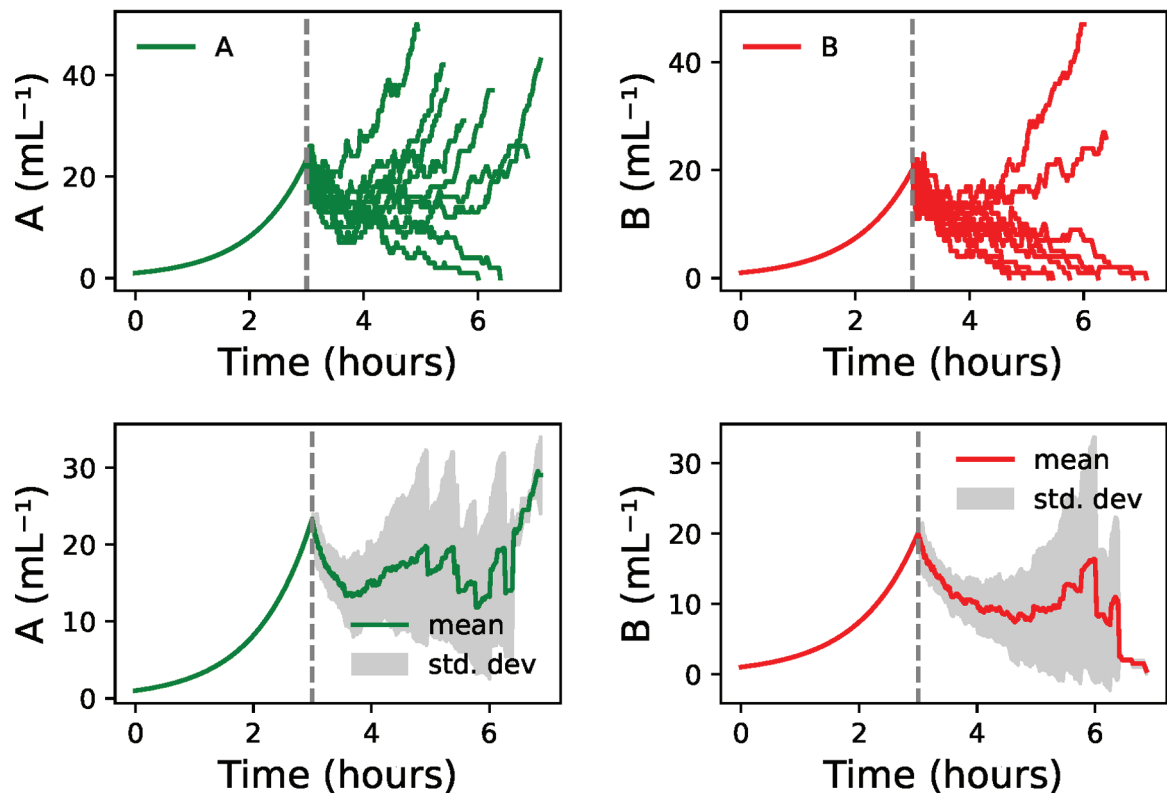 A (mL⁻¹)
40
20
0
A
0 2 4 6
Time (hours)
B (mL⁻¹)
40
20
0
B
0 2 4 6
Time (hours)
A (mL⁻¹)
30
20
10
0
mean
std. dev
0 2 4 6
Time (hours)
B (mL⁻¹)
30
20
10
0
mean
std. dev
0 2 4 6
Time (hours)